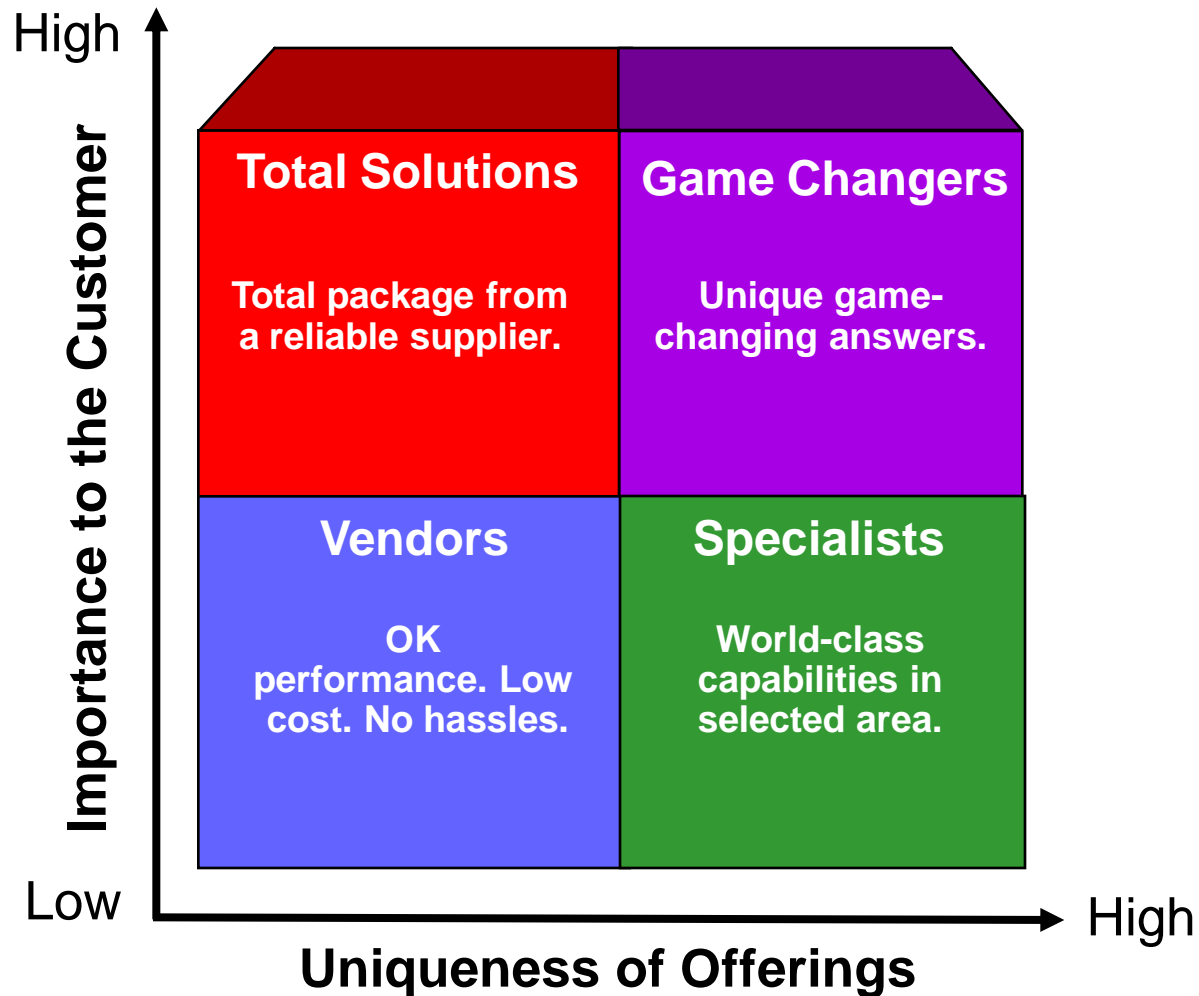 High
Importance to the Customer
Total Solutions
Total package from
a reliable supplier.
Game Changers
Unique game-
changing answers.
Vendors
OK
performance. Low
cost. No hassles.
Specialists
World-class
capabilities in
selected area.
Low
High
Uniqueness of Offerings